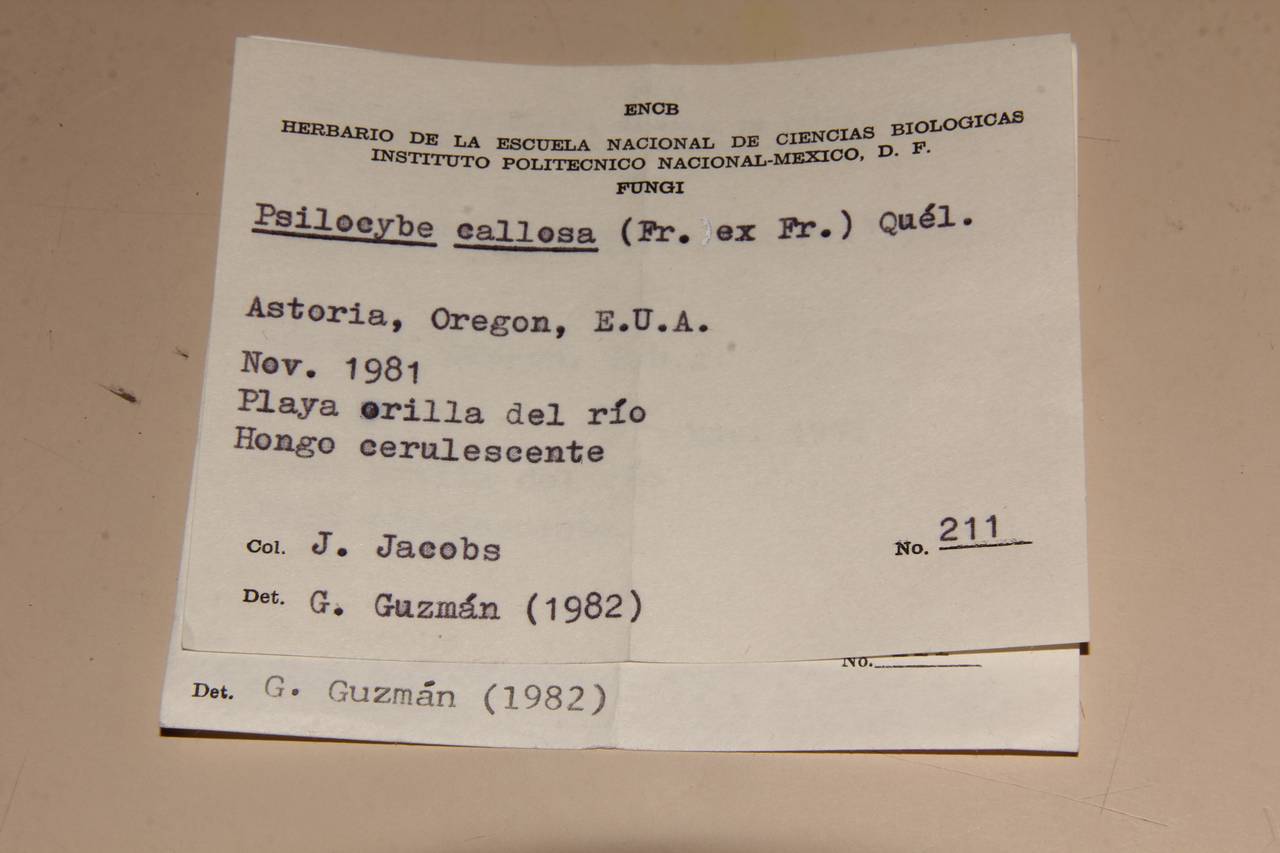 ENCB
HERBARIO DE LA ESCUELA NACIONAL DE CIENCIAS BIOLOGICAS
INSTITUTO POLITECNICO NACIONAL-MEXICO, D. F.
FUNGI
Psilocybe callosa (Fr. ex Fr.) Quél.
Astoria, Oregon, E.U.A.
Nov. 1981
Playa orilla del río
Hongo cerulescente
Col. J. Jacobs No. 211
Det. G. Guzmán (1982)
No.
Det. G. Guzmán (1982)